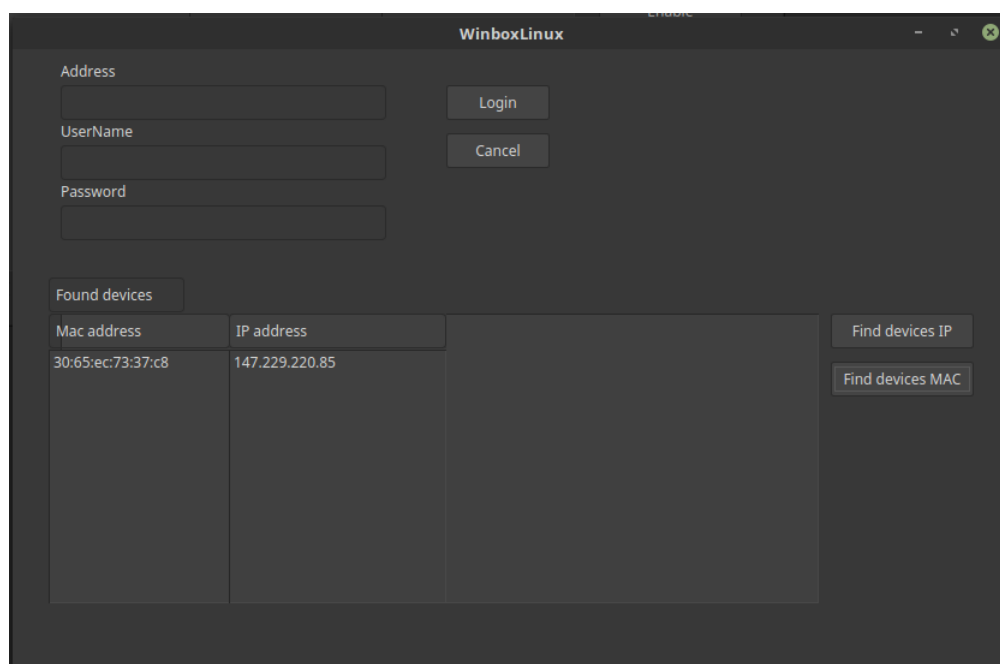 Enable
WinboxLinux
Address
Login
UserName
Cancel
Password
Found devices
Mac address IP address Find devices IP
30:65:ec:73:37:c8 147.229.220.85
Find devices MAC